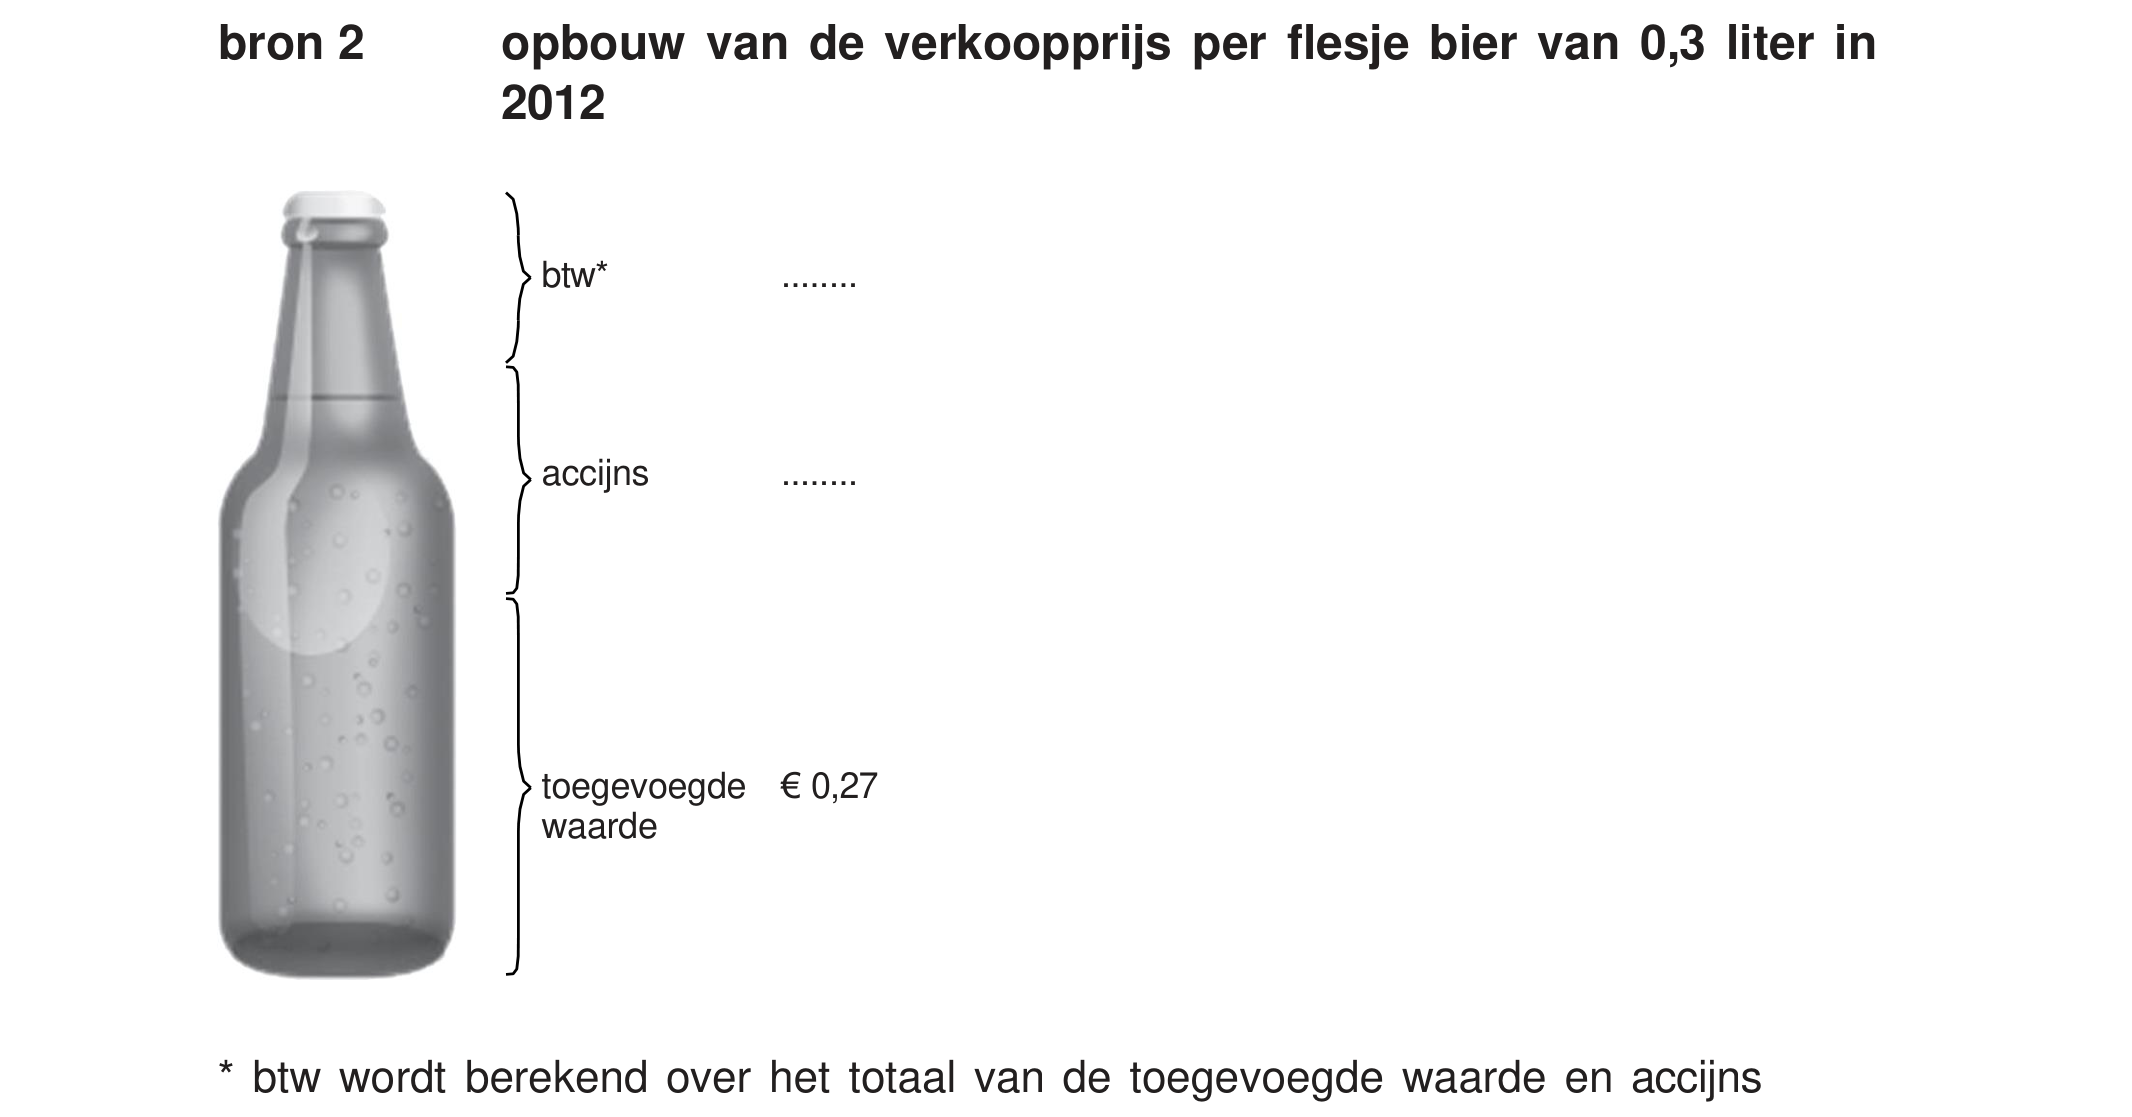 bron 2 opbouw van de verkoopprijs per flesje bier van 0,3 liter in
2012
btw* ........
accijns ........
toegevoegde € 0,27
waarde
* btw wordt berekend over het totaal van de toegevoegde waarde en accijns